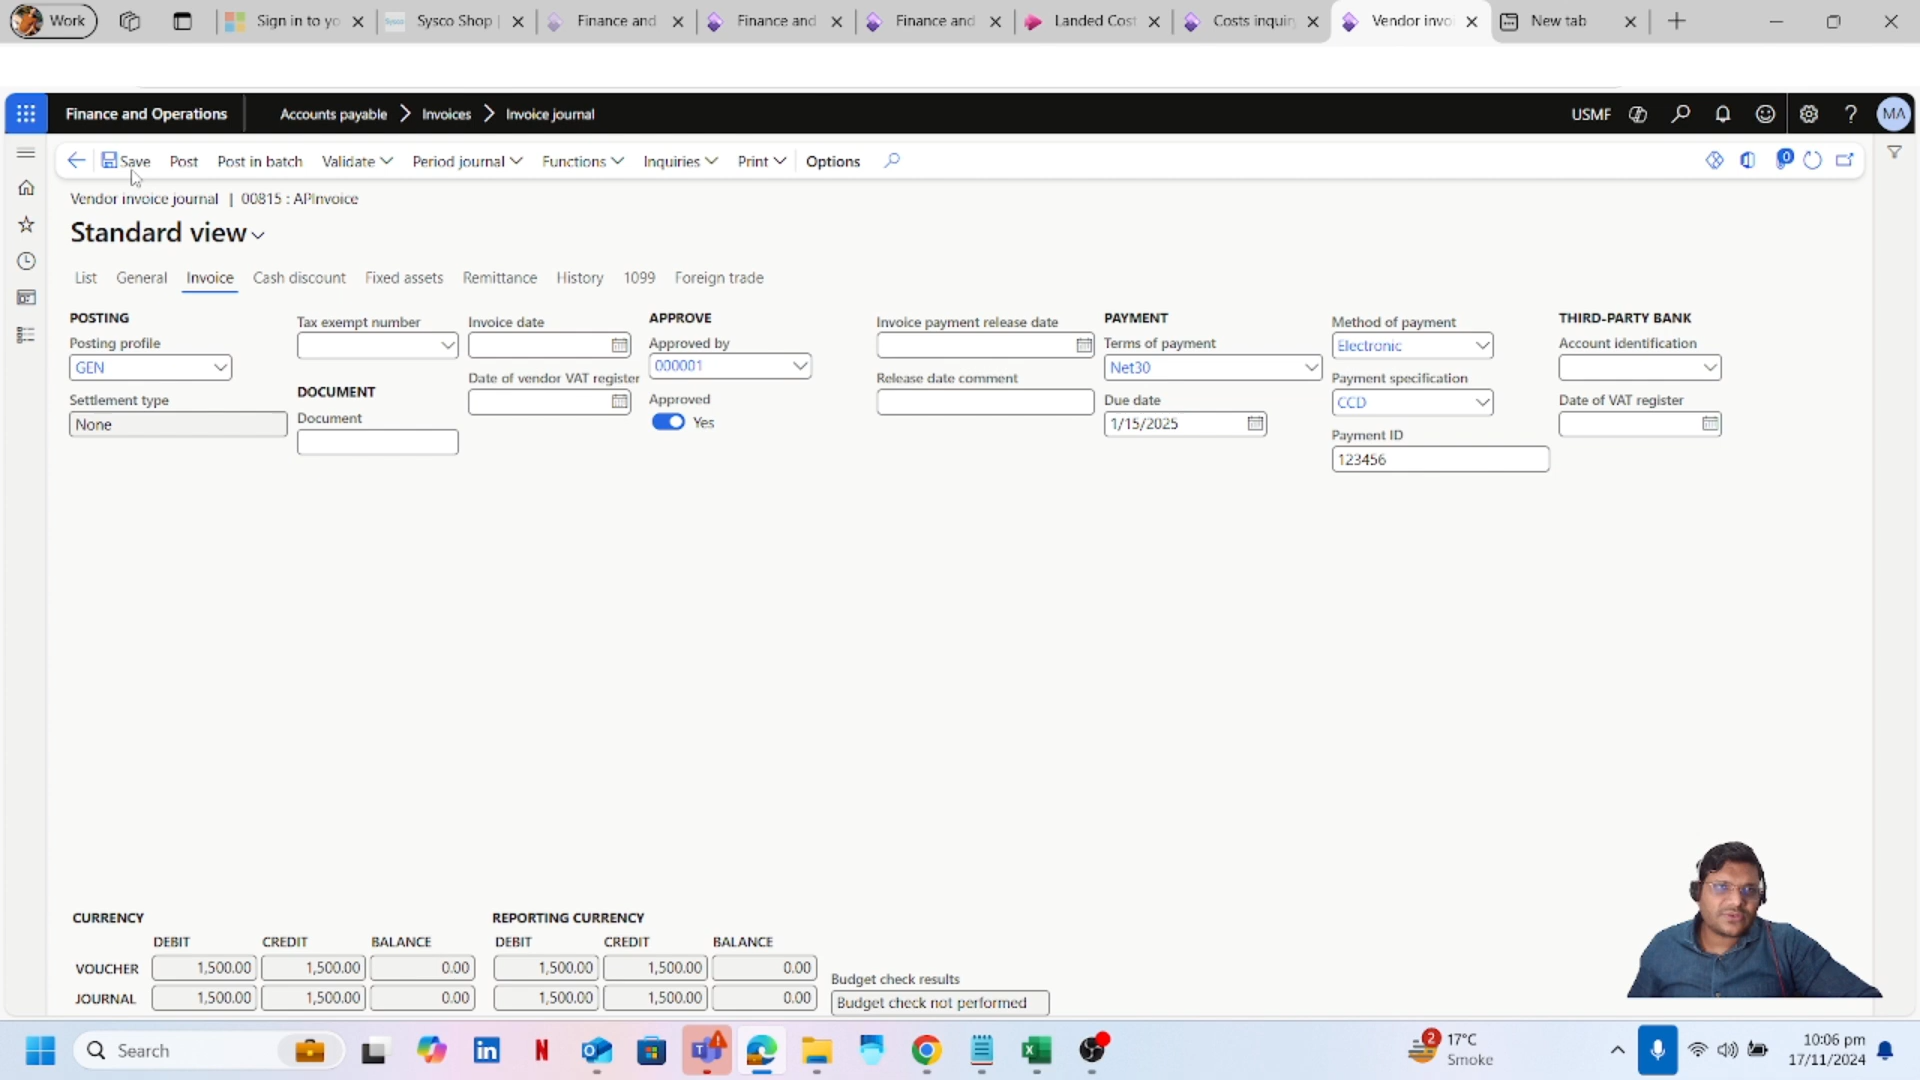 Work
Sign in to yo
Sysco Shop |
Finance and
Finance and
Finance and
Landed Cost
Costs inquiry
Vendor invo
New tab
Finance and Operations
Accounts payable
Invoices
Invoice journal
USMF
MA
Save
Post
Post in batch
Validate
Period journal
Functions
Inquiries
Print
Options
0
Vendor invoice journal | 00815 : APInvoice
Standard view
List
General
Invoice
Cash discount
Fixed assets
Remittance
History
1099
Foreign trade
POSTING
Posting profile
GEN
Settlement type
None
Tax exempt number
DOCUMENT
Document
Invoice date
Date of vendor VAT register
APPROVE
Approved by
000001
Approved
Yes
Invoice payment release date
Release date comment
PAYMENT
Terms of payment
Net30
Due date
1/15/2025
Method of payment
Electronic
Payment specification
CCD
Payment ID
123456
THIRD-PARTY BANK
Account identification
Date of VAT register
CURRENCY
DEBIT CREDIT BALANCE
VOUCHER 1,500.00 1,500.00 0.00
JOURNAL 1,500.00 1,500.00 0.00
REPORTING CURRENCY
DEBIT CREDIT BALANCE
1,500.00 1,500.00 0.00
1,500.00 1,500.00 0.00
Budget check results
Budget check not performed
Search
2
17°C
Smoke
10:06 pm
17/11/2024